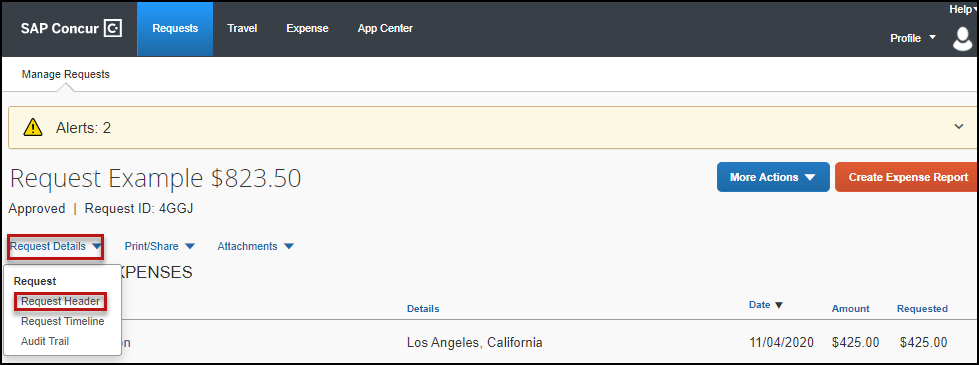 Help
SAP Concur C Requests Travel Expense App Center
Profile
Manage Requests
Alerts: 2
Request Example $823.50
More Actions Create Expense Report
Approved | Request ID: 4GGJ
Request Details Print/Share Attachments
XPENSES
Request
Request Header
Request Timeline
Audit Trail
Details Date Amount Requested
on Los Angeles, California 11/04/2020 $425.00 $425.00